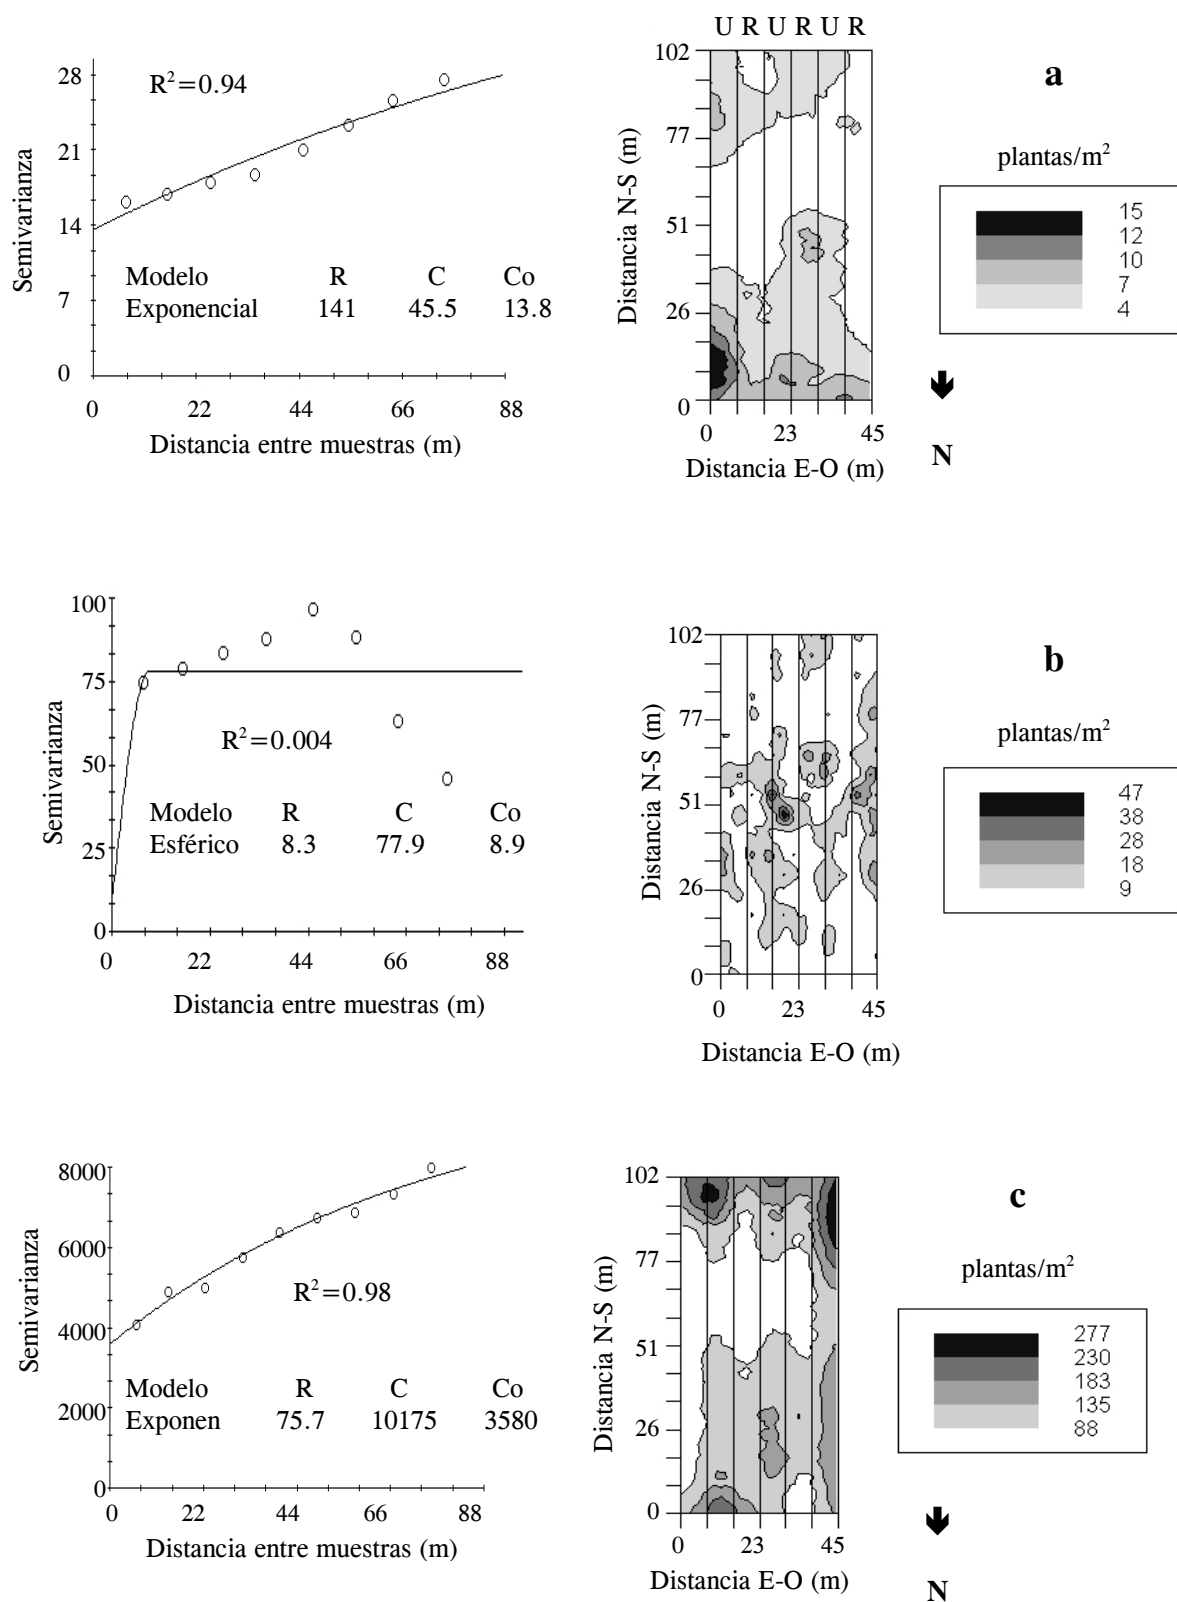 U R U R U R
28
21
14
7
0
Semivarianza
R²=0.94
Modelo R C Co
Exponencial 141 45.5 13.8
0 22 44 66 88
Distancia entre muestras (m)
102
77
51
26
0
Distancia N-S (m)
0 23 45
Distancia E-O (m)
a
plantas/m²
15
12
10
7
4
N
100
75
50
25
0
Semivarianza
R²=0.004
Modelo R C Co
Esférico 8.3 77.9 8.9
0 22 44 66 88
Distancia entre muestras (m)
102
77
51
26
0
Distancia N-S (m)
0 23 45
Distancia E-O (m)
b
plantas/m²
47
38
28
18
9
8000
6000
4000
2000
0
Semivarianza
R²=0.98
Modelo R C Co
Exponen 75.7 10175 3580
0 22 44 66 88
Distancia entre muestras (m)
102
77
51
26
0
Distancia N-S (m)
0 23 45
Distancia E-O (m)
c
plantas/m²
277
230
183
135
88
N